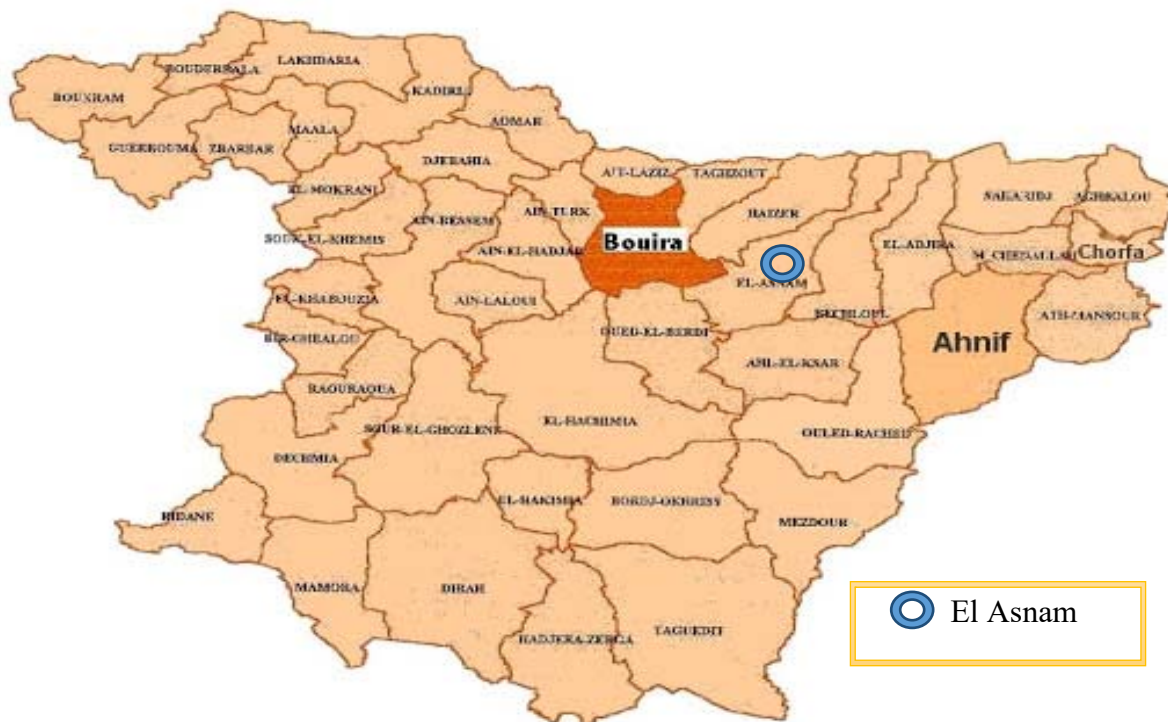 LAKHDARIA
BOUDERBALA
BOUKRAM
KADIRIA
AOMAR
MAALA
GUERROUMA
ZBARBAR
DJEBAHIA
AIT-LAZIZ
TAGHZOUT
EL-MOKRANI
SAHARIDJ
AGHBALOU
AIN-TURK
HAIZER
AIN-BESSEM
SOUK-EL-KHEMIS
Bouira
EL-ADJIBA
M_CHEDALLAH
Chorfa
AIN-EL-HADJAR
EL-ASNAM
EL-KHABOUZIA
AIN-LALOUI
BECHLOUL
ATH-MANSOUR
OUED-EL-BERDI
BIR-GHBALOU
Ahnif
AHL-EL-KSAR
RAOURAOUA
EL-HACHIMIA
SOUR-EL-GHOZLENE
OULED-RACHED
DECHMIA
EL-HAKIMIA
BORDJ-OKHRISS
RIDANE
MEZDOUR
MAMORA
DIRAH
El Asnam
HADJERA-ZERGA
TAGUEDIT